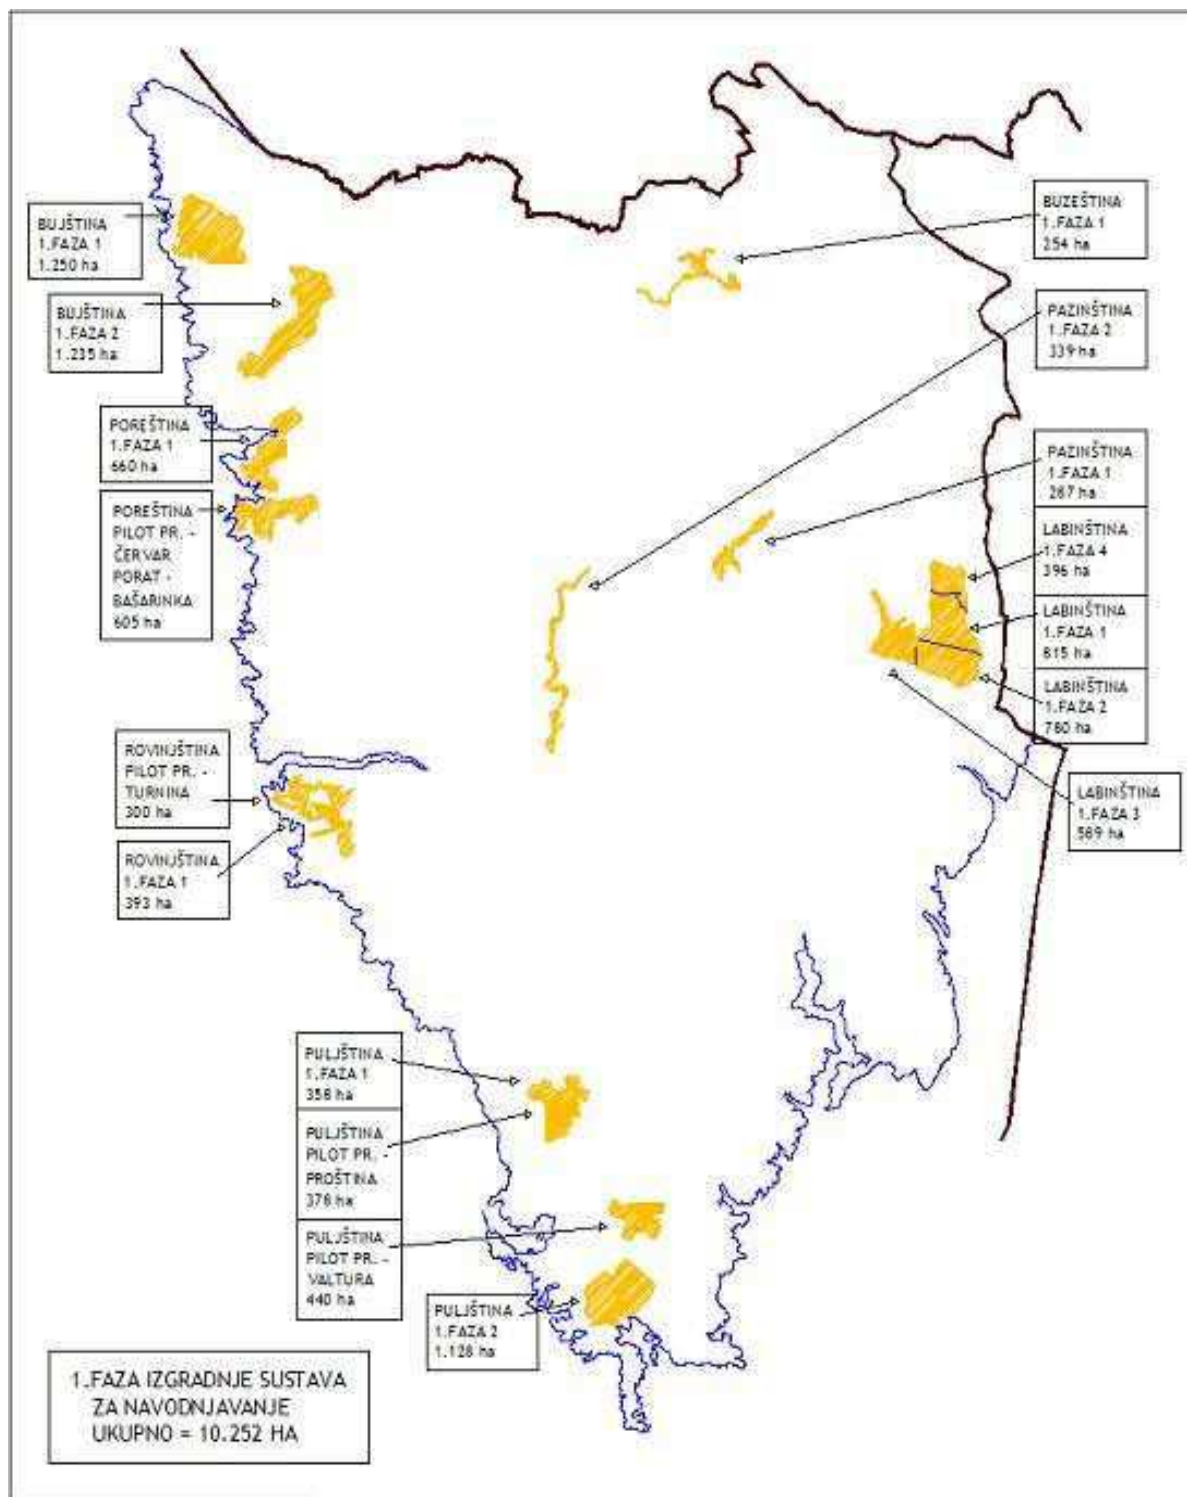 BUJŠTINA
1.FAZA 1
1.250 ha
BUJŠTINA
1.FAZA 2
1.235 ha
POREŠTINA
1.FAZA 1
660 ha
POREŠTINA
PILOT PR. -
ČERVAR
PORAT -
BAŠARINKA
605 ha
ROVINJŠTINA
PILOT PR. -
TURNINA
300 ha
ROVINJŠTINA
1.FAZA 1
393 ha
PULJŠTINA
1.FAZA 1
358 ha
PULJŠTINA
PILOT PR. -
PROŠTINA
378 ha
PULJŠTINA
PILOT PR. -
VALTURA
440 ha
PULJŠTINA
1.FAZA 2
1.128 ha
BUZEŠTINA
1.FAZA 1
254 ha
PAZINŠTINA
1.FAZA 2
339 ha
PAZINŠTINA
1.FAZA 1
287 ha
LABINŠTINA
1.FAZA 4
396 ha
LABINŠTINA
1.FAZA 1
815 ha
LABINŠTINA
1.FAZA 2
780 ha
LABINŠTINA
1.FAZA 3
589 ha
1.FAZA IZGRADNJE SUSTAVA
ZA NAVODNJAVANJE
UKUPNO = 10.252 HA